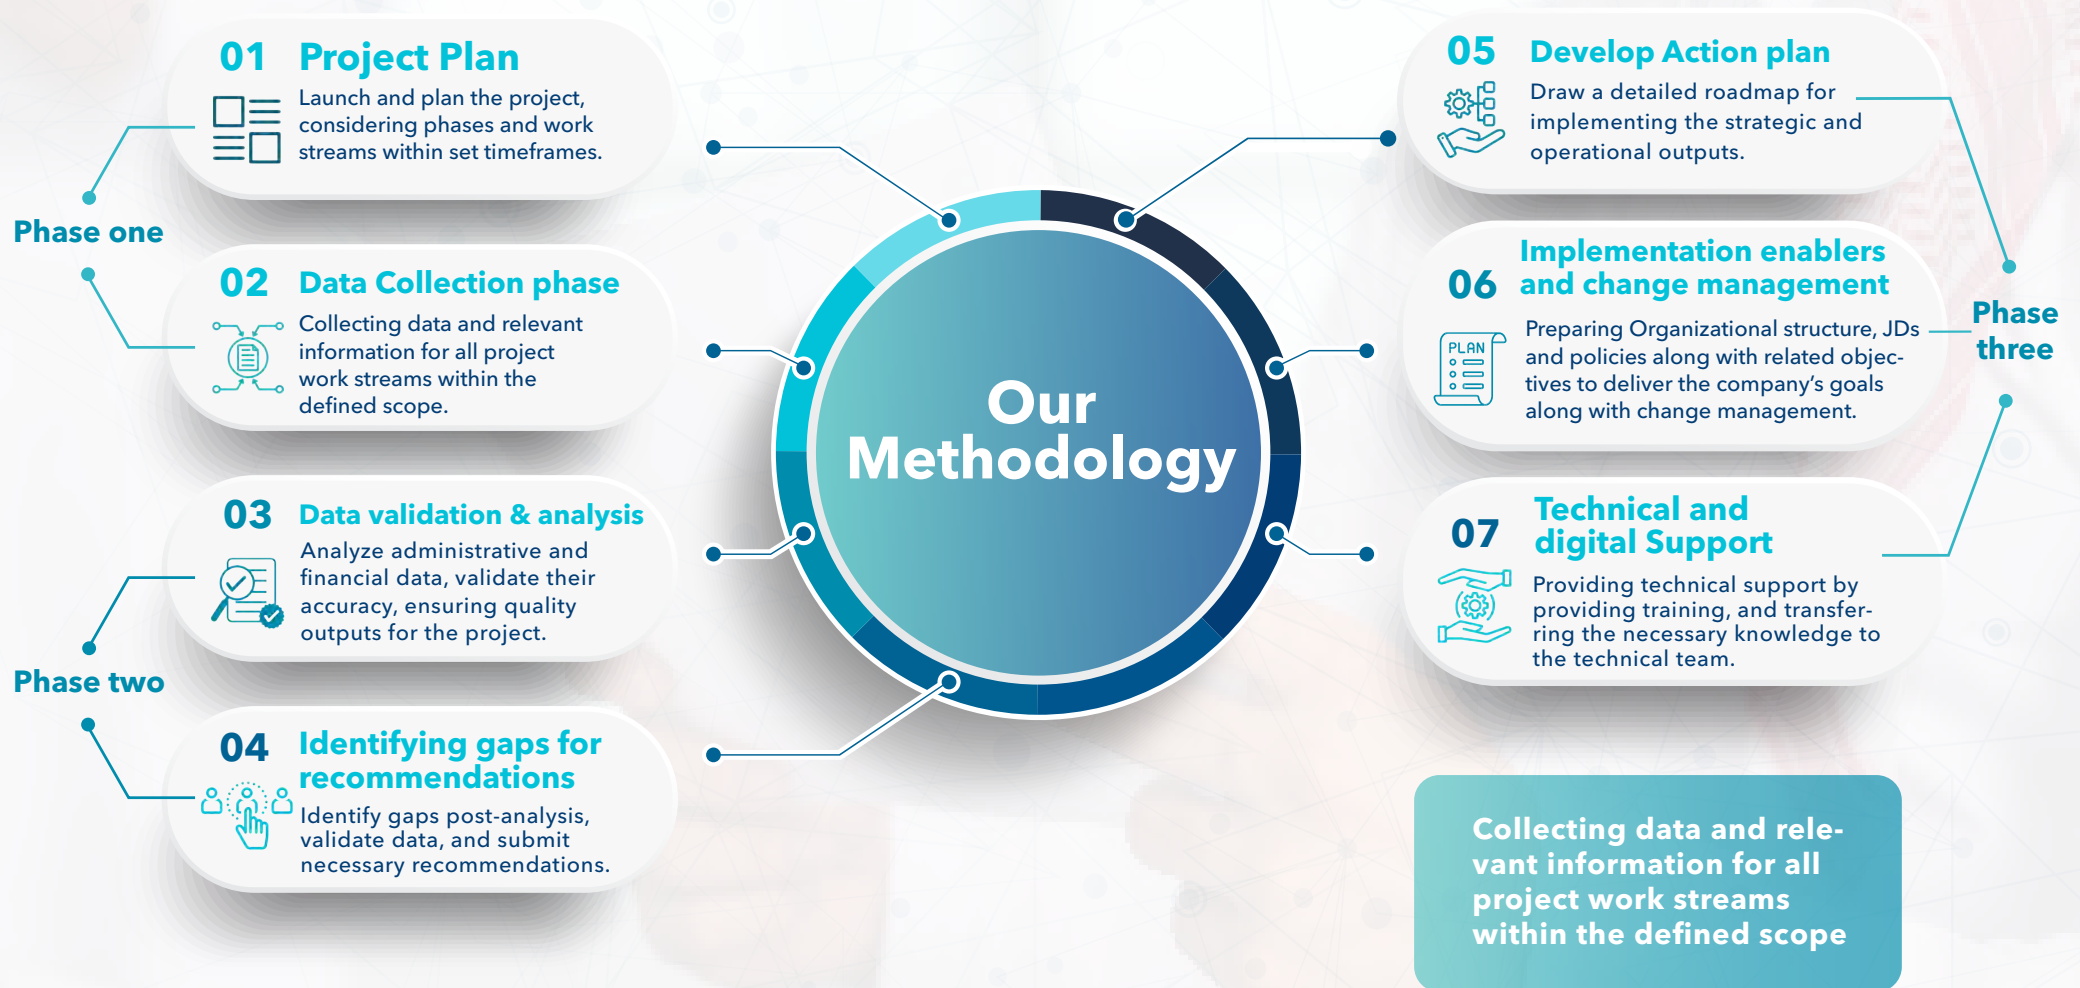 01 Project Plan
Launch and plan the project,
considering phases and work
streams within set timeframes.
Phase one
02 Data Collection phase
Collecting data and relevant
information for all project
work streams within the
defined scope.
03 Data validation & analysis
Analyze administrative and
financial data, validate their
accuracy, ensuring quality
outputs for the project.
Phase two
04 Identifying gaps for
recommendations
Identify gaps post-analysis,
validate data, and submit
necessary recommendations.
Our
Methodology
05 Develop Action plan
Draw a detailed roadmap for
implementing the strategic and
operational outputs.
Implementation enablers
06 and change management
PLAN
Preparing Organizational structure, JDs
and policies along with related objec-
tives to deliver the company's goals
along with change management.
Phase
three
07 Technical and
digital Support
Providing technical support by
providing training, and transfer-
ring the necessary knowledge to
the technical team.
Collecting data and rele-
vant information for all
project work streams
within the defined scope